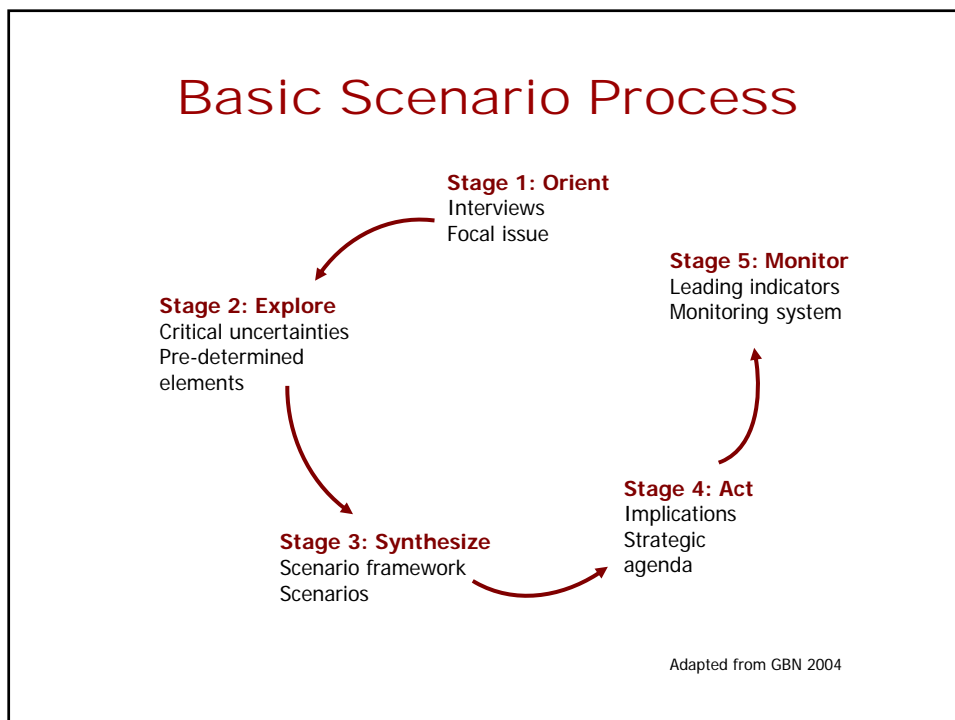 Basic Scenario Process
Stage 1: Orient
Interviews
Focal issue
Stage 2: Explore
Critical uncertainties
Pre-determined
elements
Stage 3: Synthesize
Scenario framework
Scenarios
Stage 4: Act
Implications
Strategic
agenda
Stage 5: Monitor
Leading indicators
Monitoring system
Adapted from GBN 2004